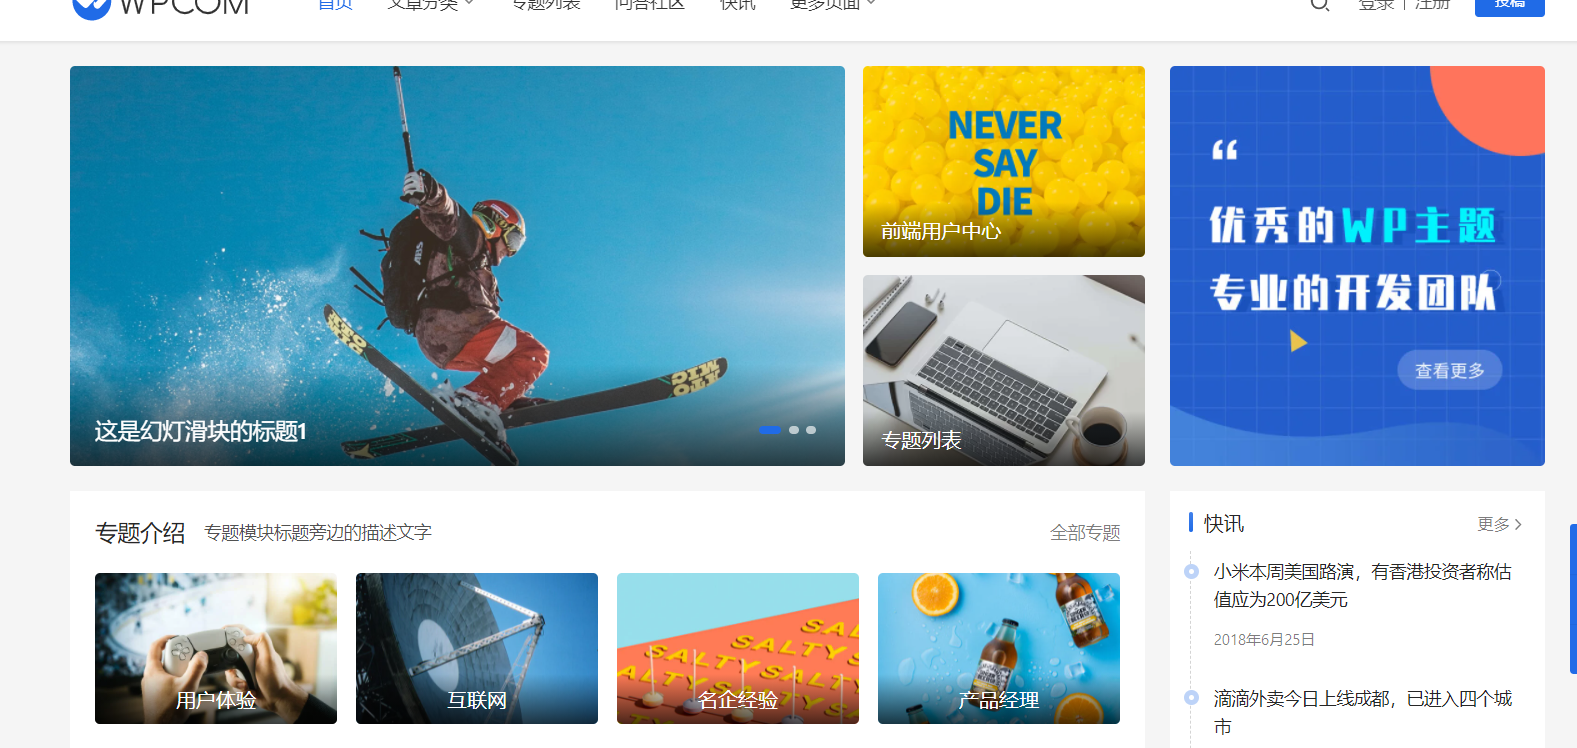 WPCOM
首页 文章分类 专题列表 问答社区 快讯 更多页面
登录 | 注册
投稿
NEVER
SAY
DIE
前端用户中心
这是幻灯滑块的标题1
专题列表
“
优秀的WP主题
专业的开发团队
查看更多
专题介绍 专题模块标题旁边的描述文字 全部专题
用户体验
互联网
SALTY
SALTY SALTY
SALTY SALTY
名企经验
产品经理
快讯 更多
小米本周美国路演，有香港投资者称估
值应为200亿美元
2018年6月25日
滴滴外卖今日上线成都，已进入四个城
市